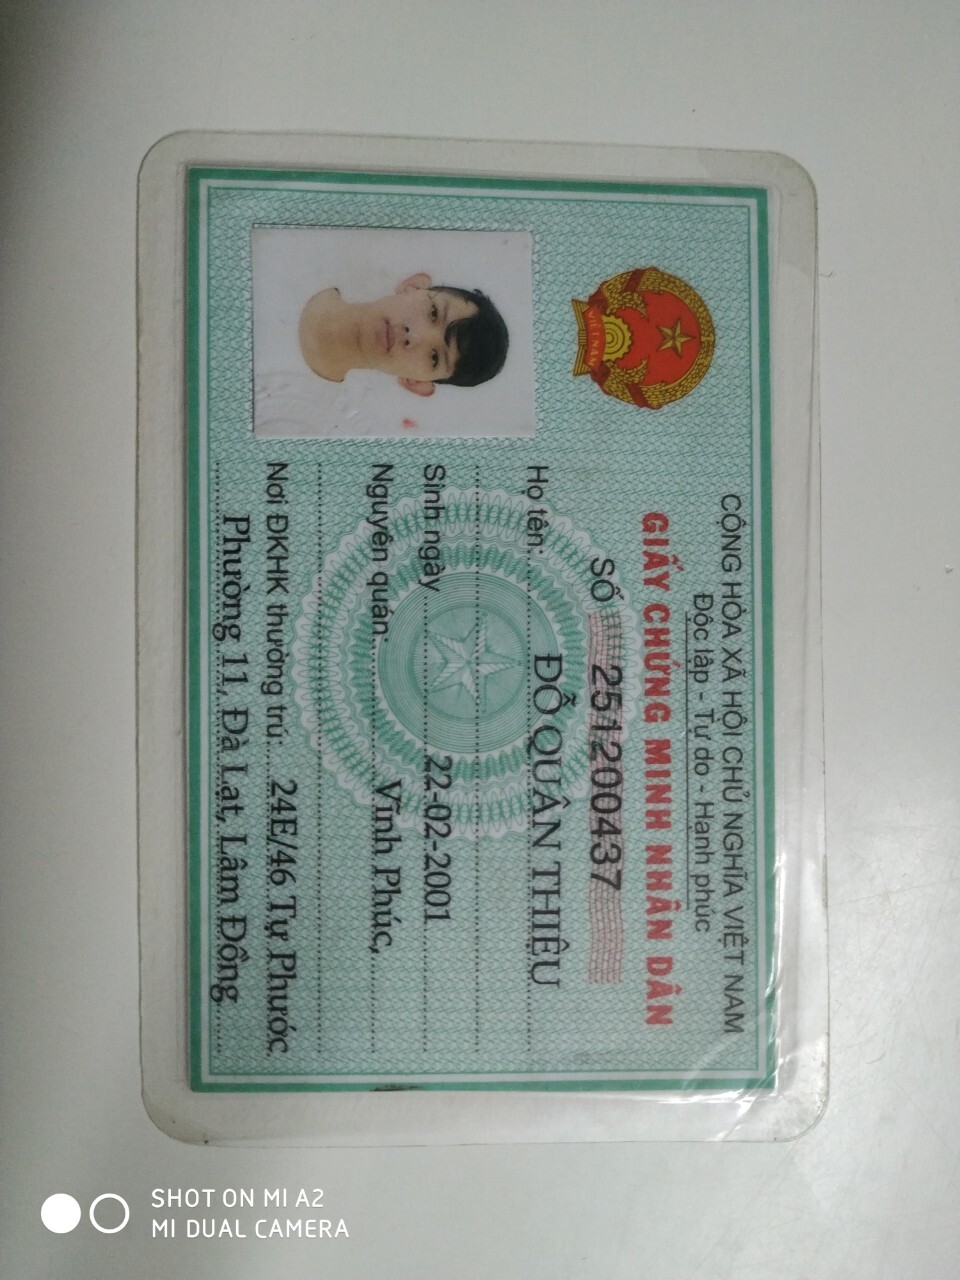 CỘNG HÒA XÃ HỘI CHỦ NGHĨA VIỆT NAM
Độc lập - Tự do - Hạnh phúc
GIẤY CHỨNG MINH NHÂN DÂN
SỐ 251200437
Họ tên: ĐỖ QUÂN THIỆU
Sinh ngày 22-02-2001
Nguyên quán: Vĩnh Phúc,
Nơi ĐKHK thường trú: 24E/46 Tự Phước
Phường 11, Đà Lạt, Lâm Đồng
VIỆT NAM
SHOT ON MI A2
MI DUAL CAMERA